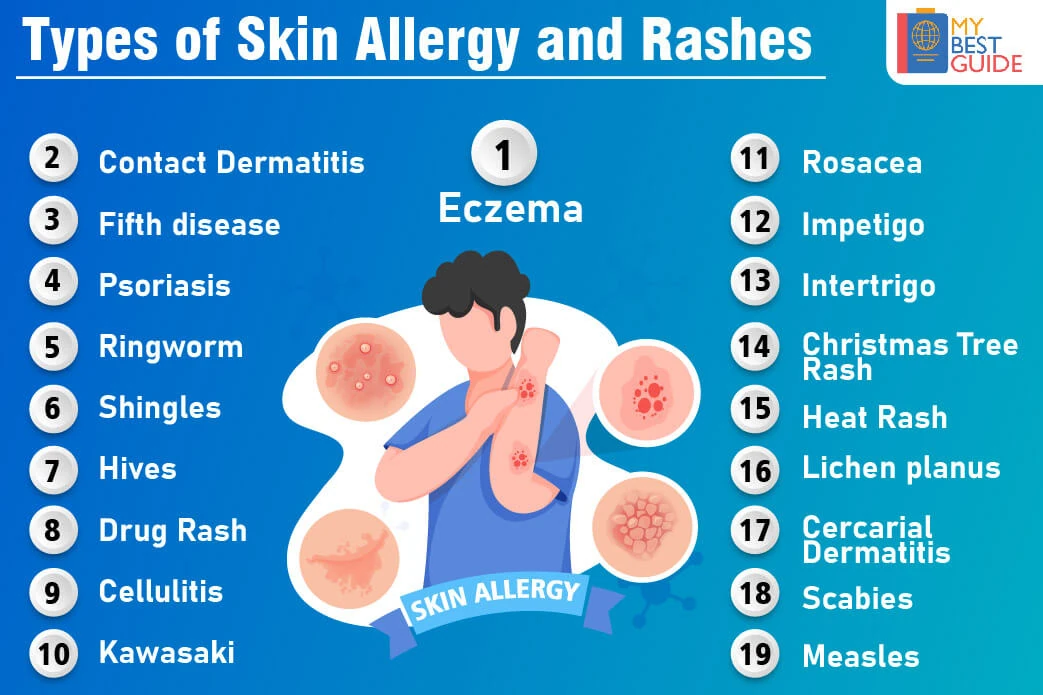 Types of Skin Allergy and Rashes
MY
BEST
GUIDE
1
Eczema
2 Contact Dermatitis
3 Fifth disease
4 Psoriasis
5 Ringworm
6 Shingles
7 Hives
8 Drug Rash
9 Cellulitis
10 Kawasaki
11 Rosacea
12 Impetigo
13 Intertrigo
14 Christmas Tree
Rash
15 Heat Rash
16 Lichen planus
17 Cercarial
Dermatitis
18 Scabies
19 Measles
SKIN ALLERGY